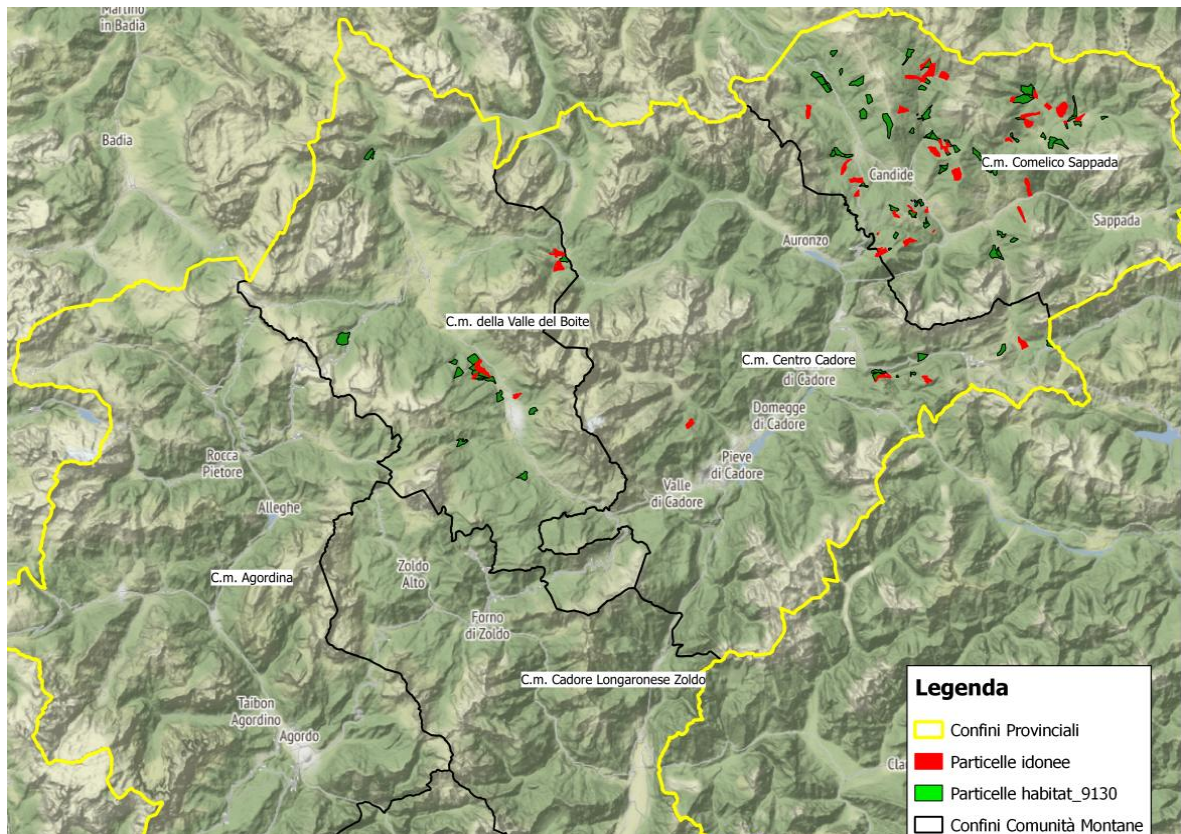 Martino
in Badia
Badia
C.m. Comelico Sappada
Candide
Sappada
Auronzo
C.m. della Valle del Boite
C.m. Centro Cadore
di Cadore
Domegge
di Cadore
Rocca
Pietore
Pieve
di Cadore
Valle
di Cadore
Alleghe
C.m. Agordina
Zoldo
Alto
Forno
di Zoldo
C.m. Cadore Longaronese Zoldo
Taibon
Agordino
Agordo
Legenda
Confini Provinciali
Particelle idonee
Particelle habitat_9130
Confini Comunità Montane